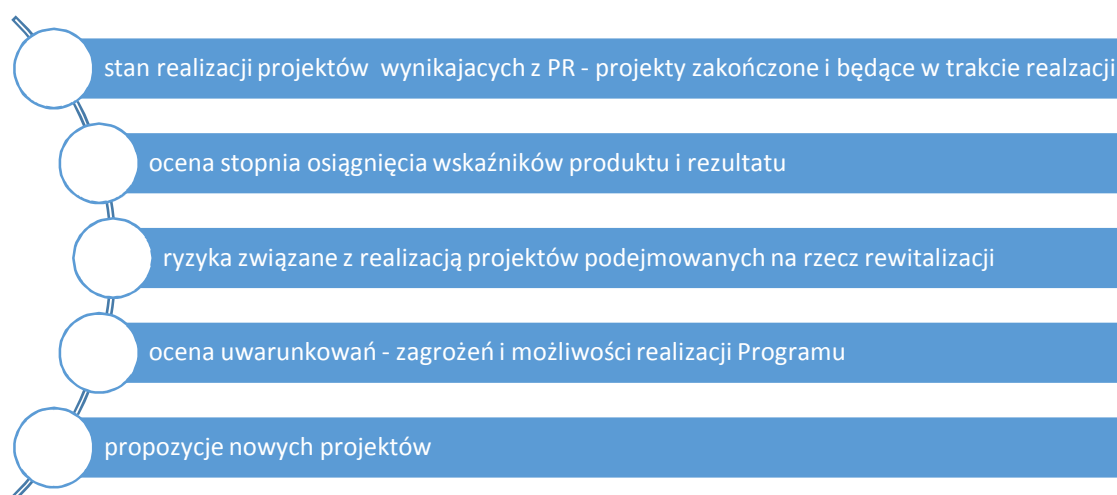 stan realizacji projektów wynikajacych z PR - projekty zakończone i będące w trakcie realzacji
ocena stopnia osiągnięcia wskaźników produktu i rezultatu
ryzyka związane z realizacją projektów podejmowanych na rzecz rewitalizacji
ocena uwarunkowań - zagrożeń i możliwości realizacji Programu
propozycje nowych projektów